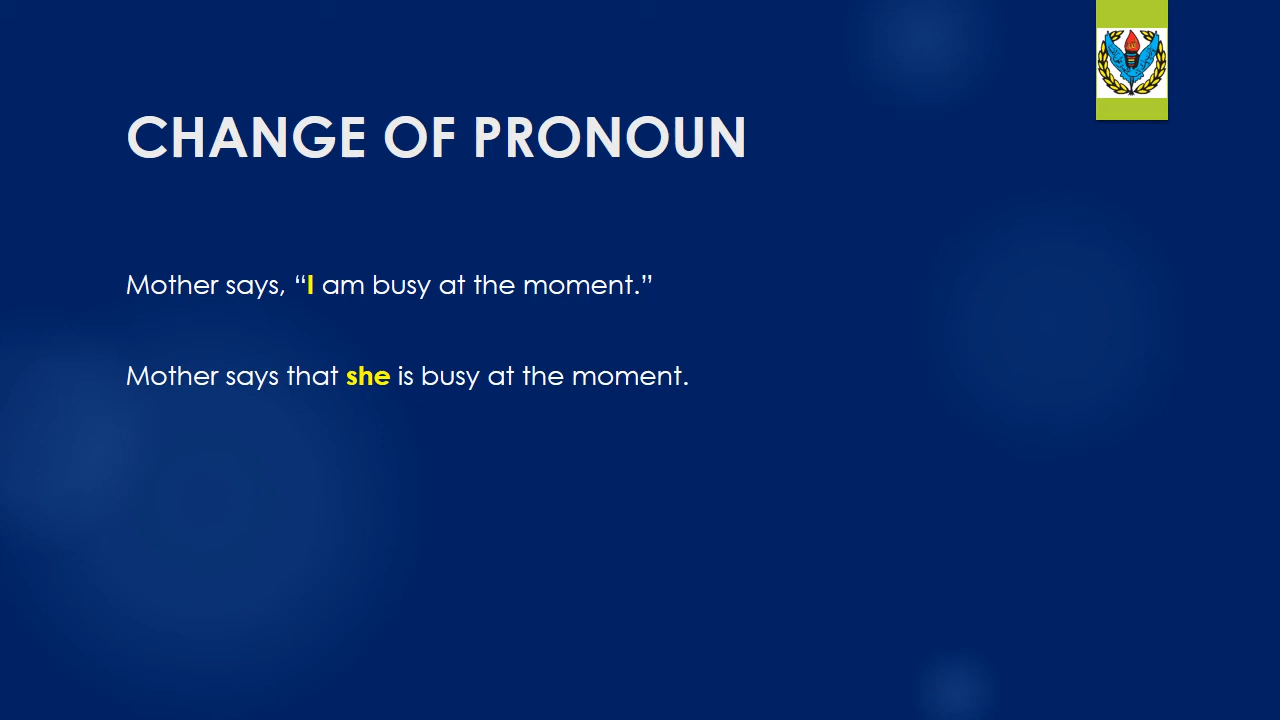 CHANGE OF PRONOUN
Mother says, “I am busy at the moment.”
Mother says that she is busy at the moment.